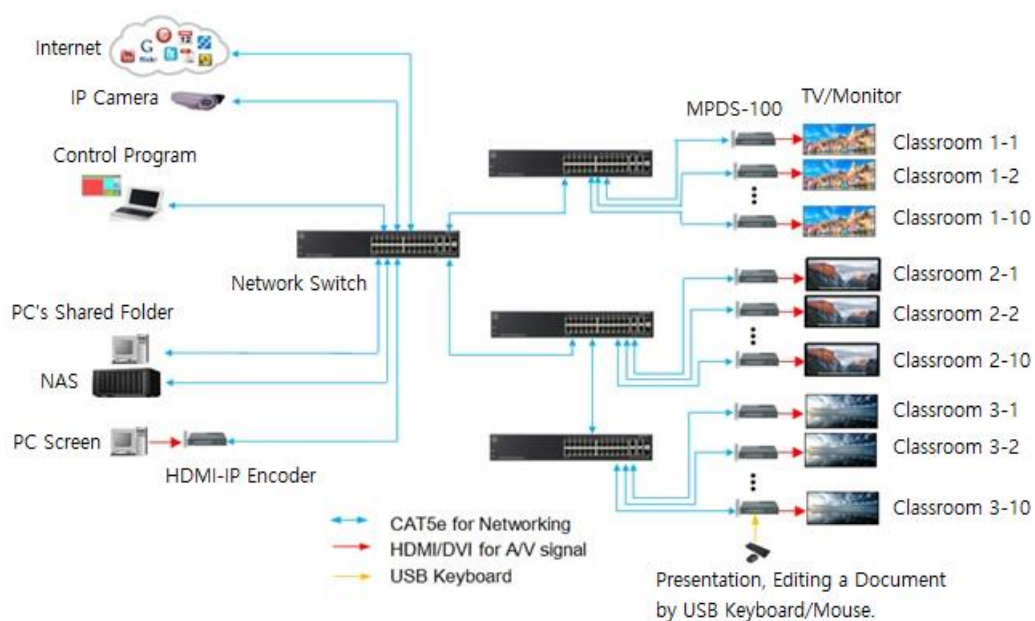 Internet
G
flickr
12
IP Camera
Control Program
Network Switch
PC's Shared Folder
NAS
PC Screen
HDMI-IP Encoder
MPDS-100
TV/Monitor
Classroom 1-1
Classroom 1-2
Classroom 1-10
Classroom 2-1
Classroom 2-2
Classroom 2-10
Classroom 3-1
Classroom 3-2
Classroom 3-10
CAT5e for Networking
HDMI/DVI for A/V signal
USB Keyboard
Presentation, Editing a Document
by USB Keyboard/Mouse.